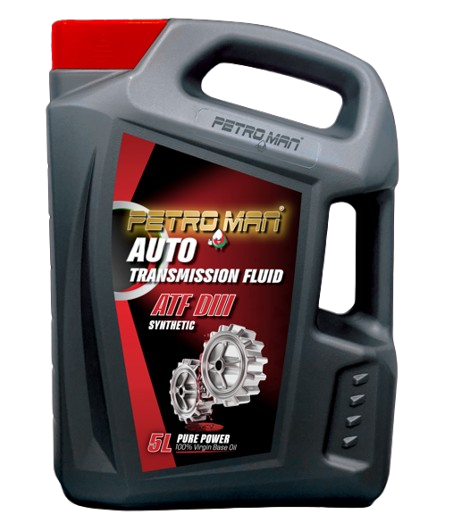 PETROMAN®
PETROMAN®
AUTO
TRANSMISSION FLUID
ATF DIII
SYNTHETIC
5L PURE POWER
100% Virgin Base Oil